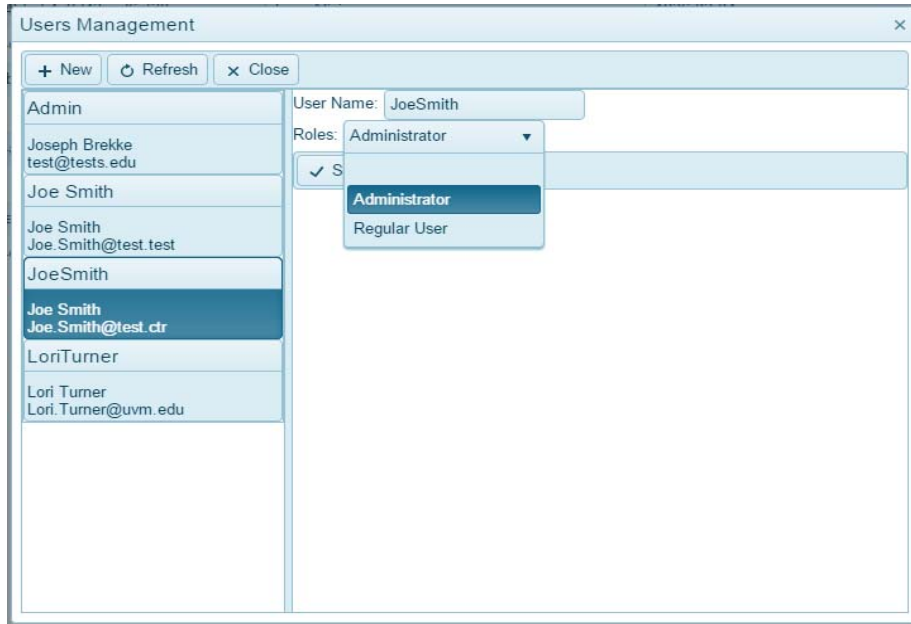 Users Management
New Refresh Close
Admin
Joseph Brekke
test@tests.edu
Joe Smith
Joe Smith
Joe.Smith@test.test
JoeSmith
Joe Smith
Joe.Smith@test.ctr
LoriTurner
Lori Turner
Lori.Turner@uvm.edu
User Name: JoeSmith
Roles: Administrator
S
Administrator
Regular User